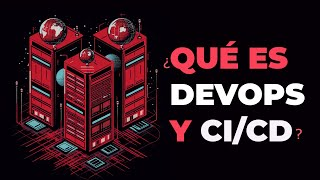 ¿QUÉ ES
DEVOPS
Y CI/CD?